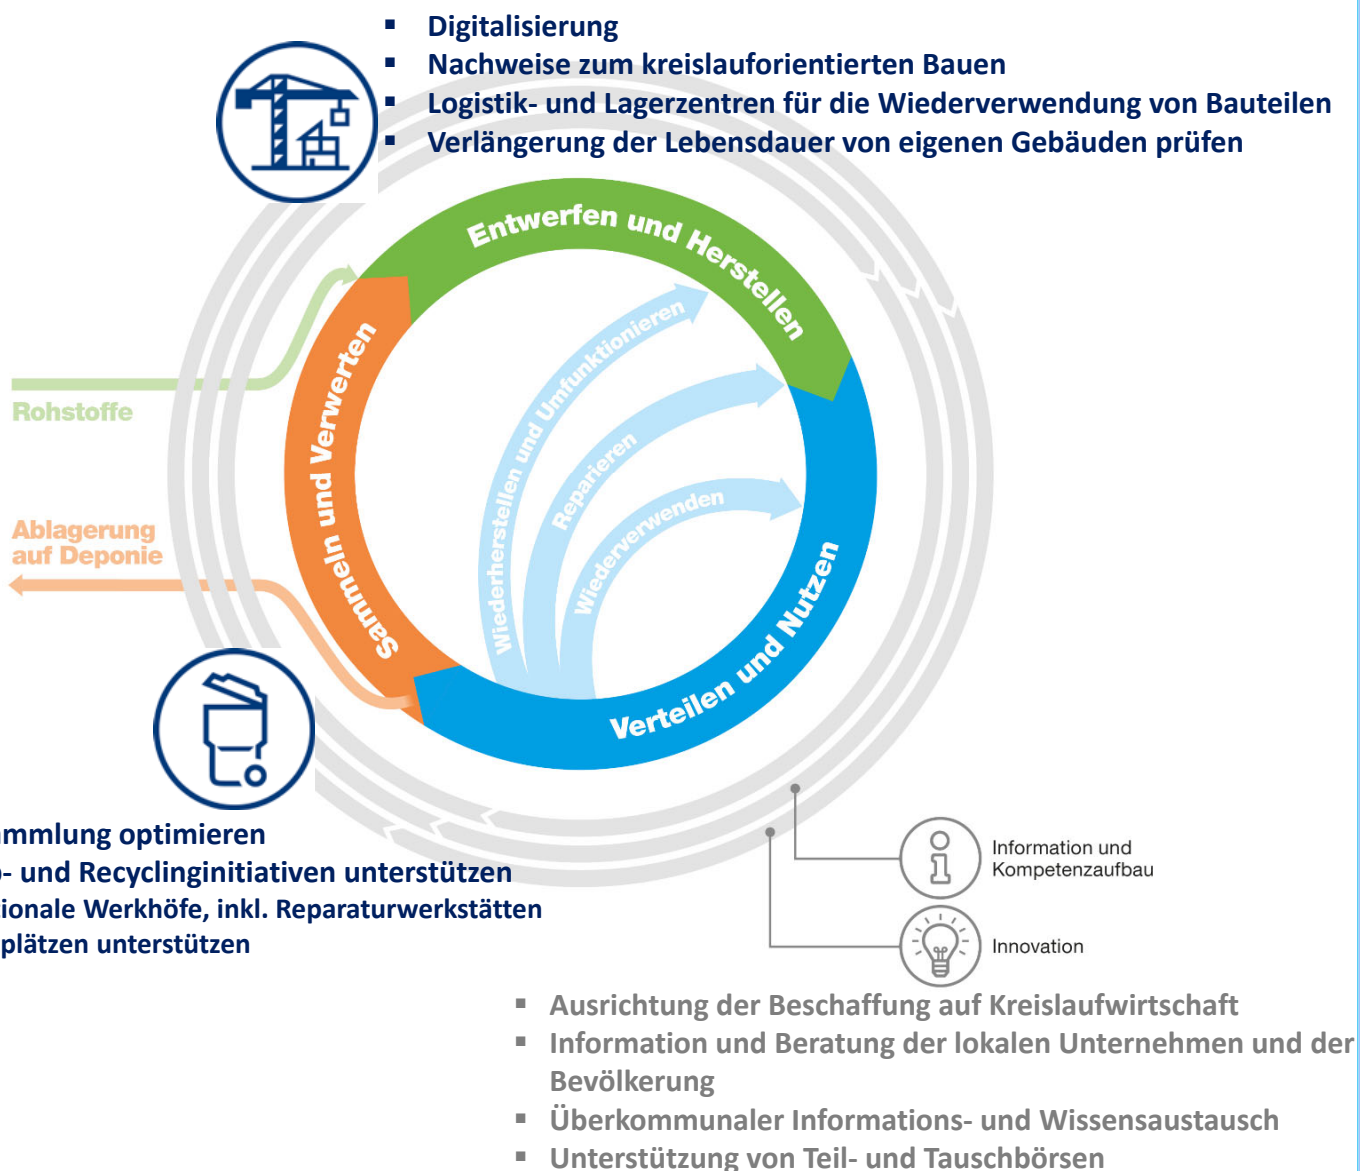 Digitalisierung
Nachweise zum kreislauforientierten Bauen
Logistik- und Lagerzentren für die Wiederverwendung von Bauteilen
Verlängerung der Lebensdauer von eigenen Gebäuden prüfen
Entwerfen und Herstellen
Wiederherstellen und Umfunktionieren
Reparieren
Wiederverwenden
Sammeln und Verwerten
Verteilen und Nutzen
Rohstoffe
Ablagerung
auf Deponie
ammlung optimieren
- und Recyclinginitiativen unterstützen
tionale Werkhöfe, inkl. Reparaturwerkstätten
plätzen unterstützen
Information und
Kompetenzaufbau
Innovation
Ausrichtung der Beschaffung auf Kreislaufwirtschaft
Information und Beratung der lokalen Unternehmen und der
Bevölkerung
Überkommunaler Informations- und Wissensaustausch
Unterstützung von Teil- und Tauschbörsen